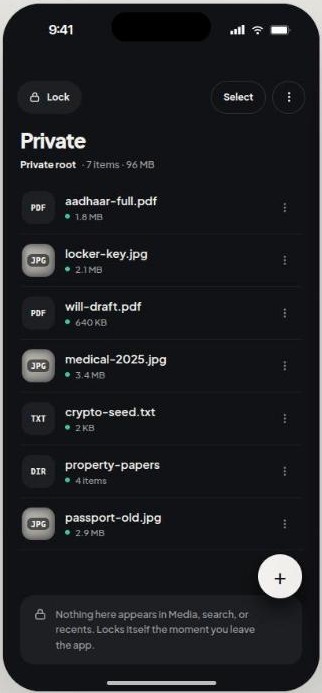 9:41
Lock
Select
Private
Private root · 7 items · 96 MB
PDF
aadhaar-full.pdf
1.8 MB
JPG
locker-key.jpg
2.1 MB
PDF
will-draft.pdf
640 KB
JPG
medical-2025.jpg
3.4 MB
TXT
crypto-seed.txt
2 KB
DIR
property-papers
4 items
JPG
passport-old.jpg
2.9 MB
+
Nothing here appears in Media, search, or
recents. Locks itself the moment you leave
the app.